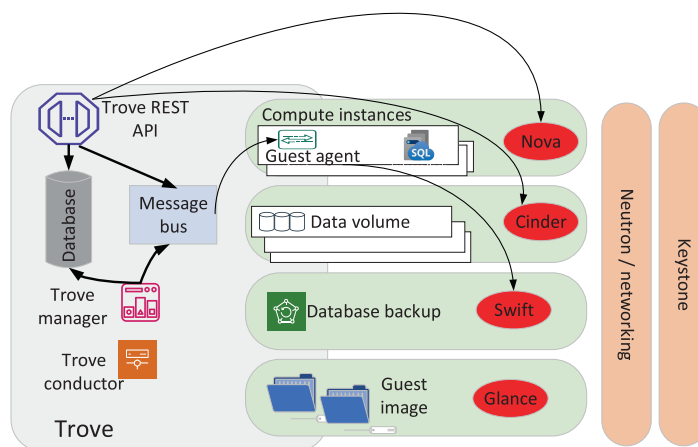 Trove REST
API
Compute instances
Guest agent
SQL
Nova
Database
Message
bus
Data volume
Cinder
Trove
manager
Database backup
Swift
Trove
conductor
Guest
image
Glance
Trove
Neutron / networking
Keystone